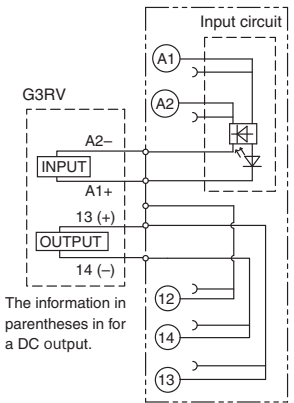 Input circuit
A1
G3RV
A2
A2–
INPUT
A1+
13 (+)
OUTPUT
14 (–)
The information in
parentheses in for
a DC output.
12
14
13